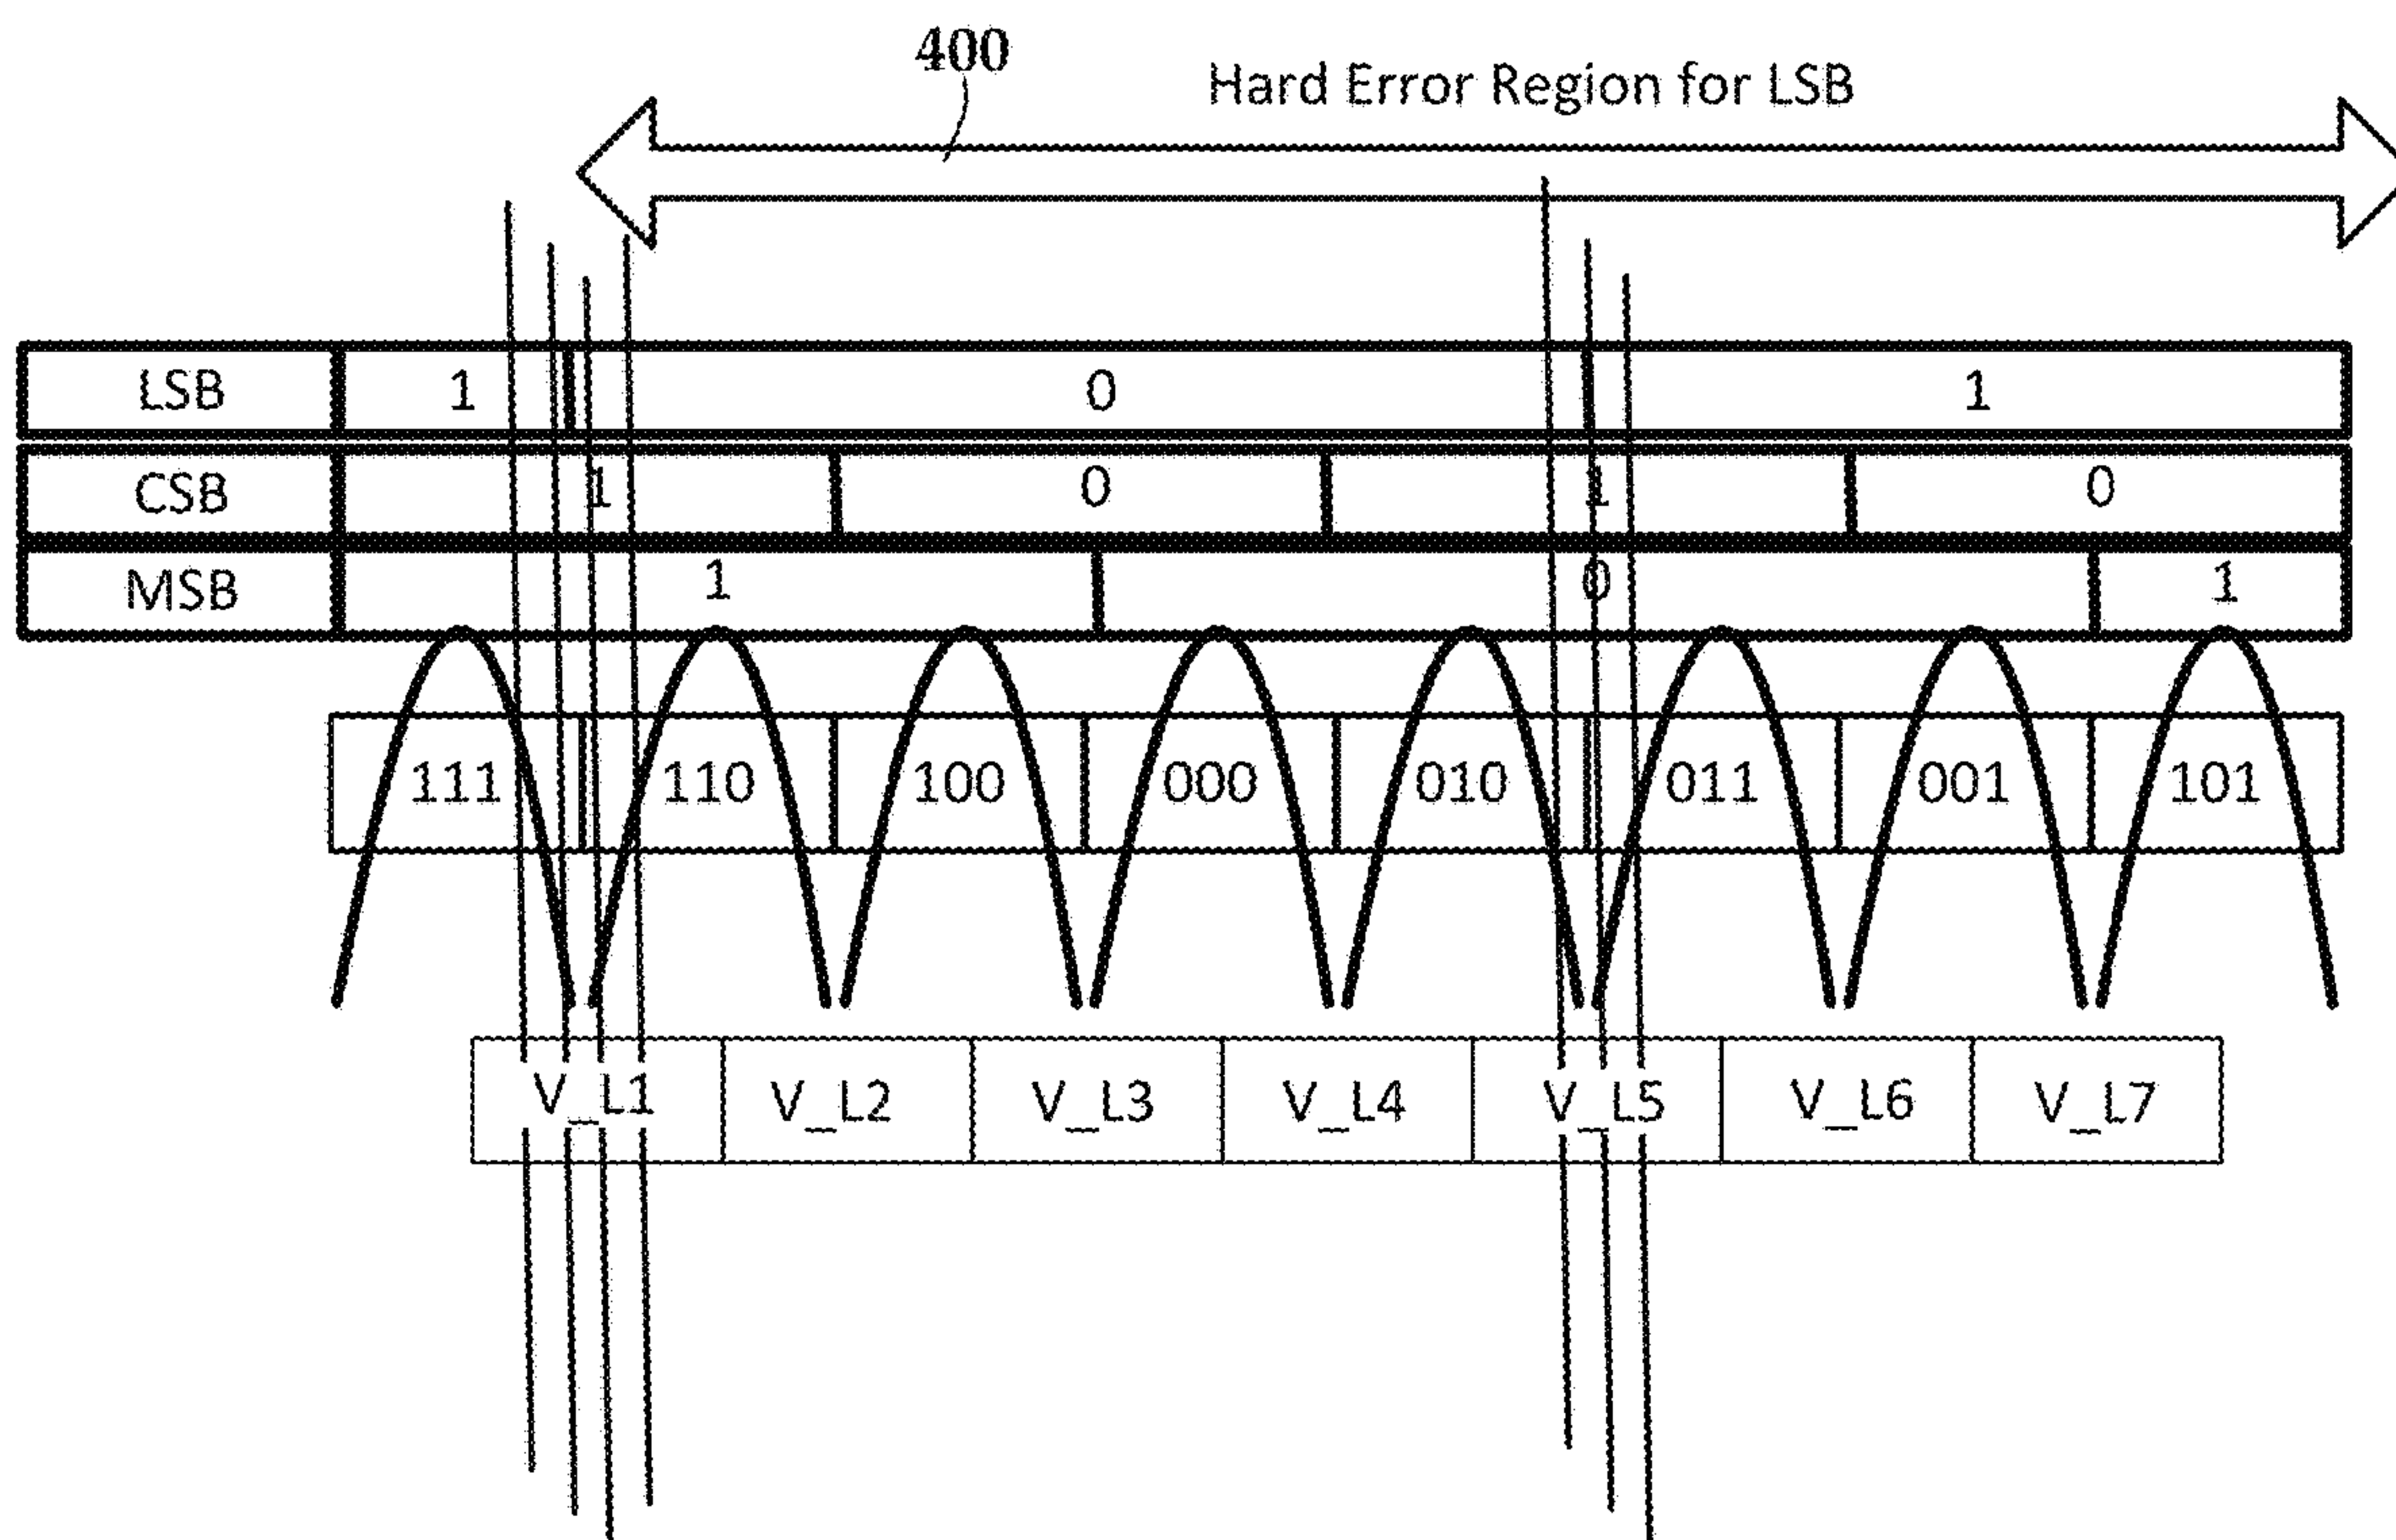 400
Hard Error Region for LSB
LSB 1 0 1
CSB 1 0 1 0
MSB 1 0 1
111 110 100 000 010 011 001 101
V_L1 V_L2 V_L3 V_L4 V_L5 V_L6 V_L7